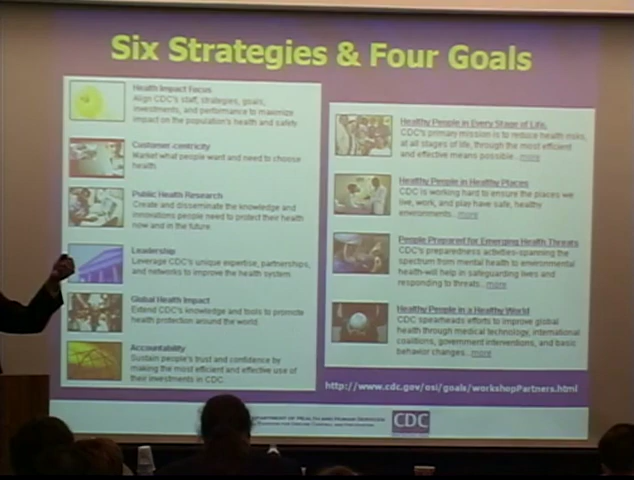 Six Strategies & Four Goals
Health Impact Focus
Align CDC's staff, strategies, goals,
investments, and performance to maximize
impact on the population's health and safety
Customer-centricity
Market what people want and need to choose
health
Public Health Research
Create and disseminate the knowledge and
innovations people need to protect their health
now and in the future
Leadership
Leverage CDC's unique expertise, partnerships,
and networks to improve the health system
Global Health Impact
Extend CDC's knowledge and tools to promote
health protection around the world.
Accountability
Sustain people's trust and confidence by
making the most efficient and effective use of
their investments in CDC.
Healthy People in Every Stage of Life.
CDC's primary mission is to reduce health risks,
at all stages of life, through the most efficient
and effective means possible...more
Healthy People in Healthy Places
CDC is working hard to ensure the places we
live, work, and play have safe, healthy
environments...more
People Prepared for Emerging Health Threats
CDC's preparedness activities-spanning the
spectrum from mental health to environmental
health-will help in safeguarding lives and
responding to threats...more
Healthy People in a Healthy World
CDC spearheads efforts to improve global
health through medical technology, international
coalitions, government interventions, and basic
behavior changes...more
http://www.cdc.gov/osi/goals/workshopPartners.html
DEPARTMENT OF HEALTH AND HUMAN SERVICES
CENTERS FOR DISEASE CONTROL AND PREVENTION
CDC